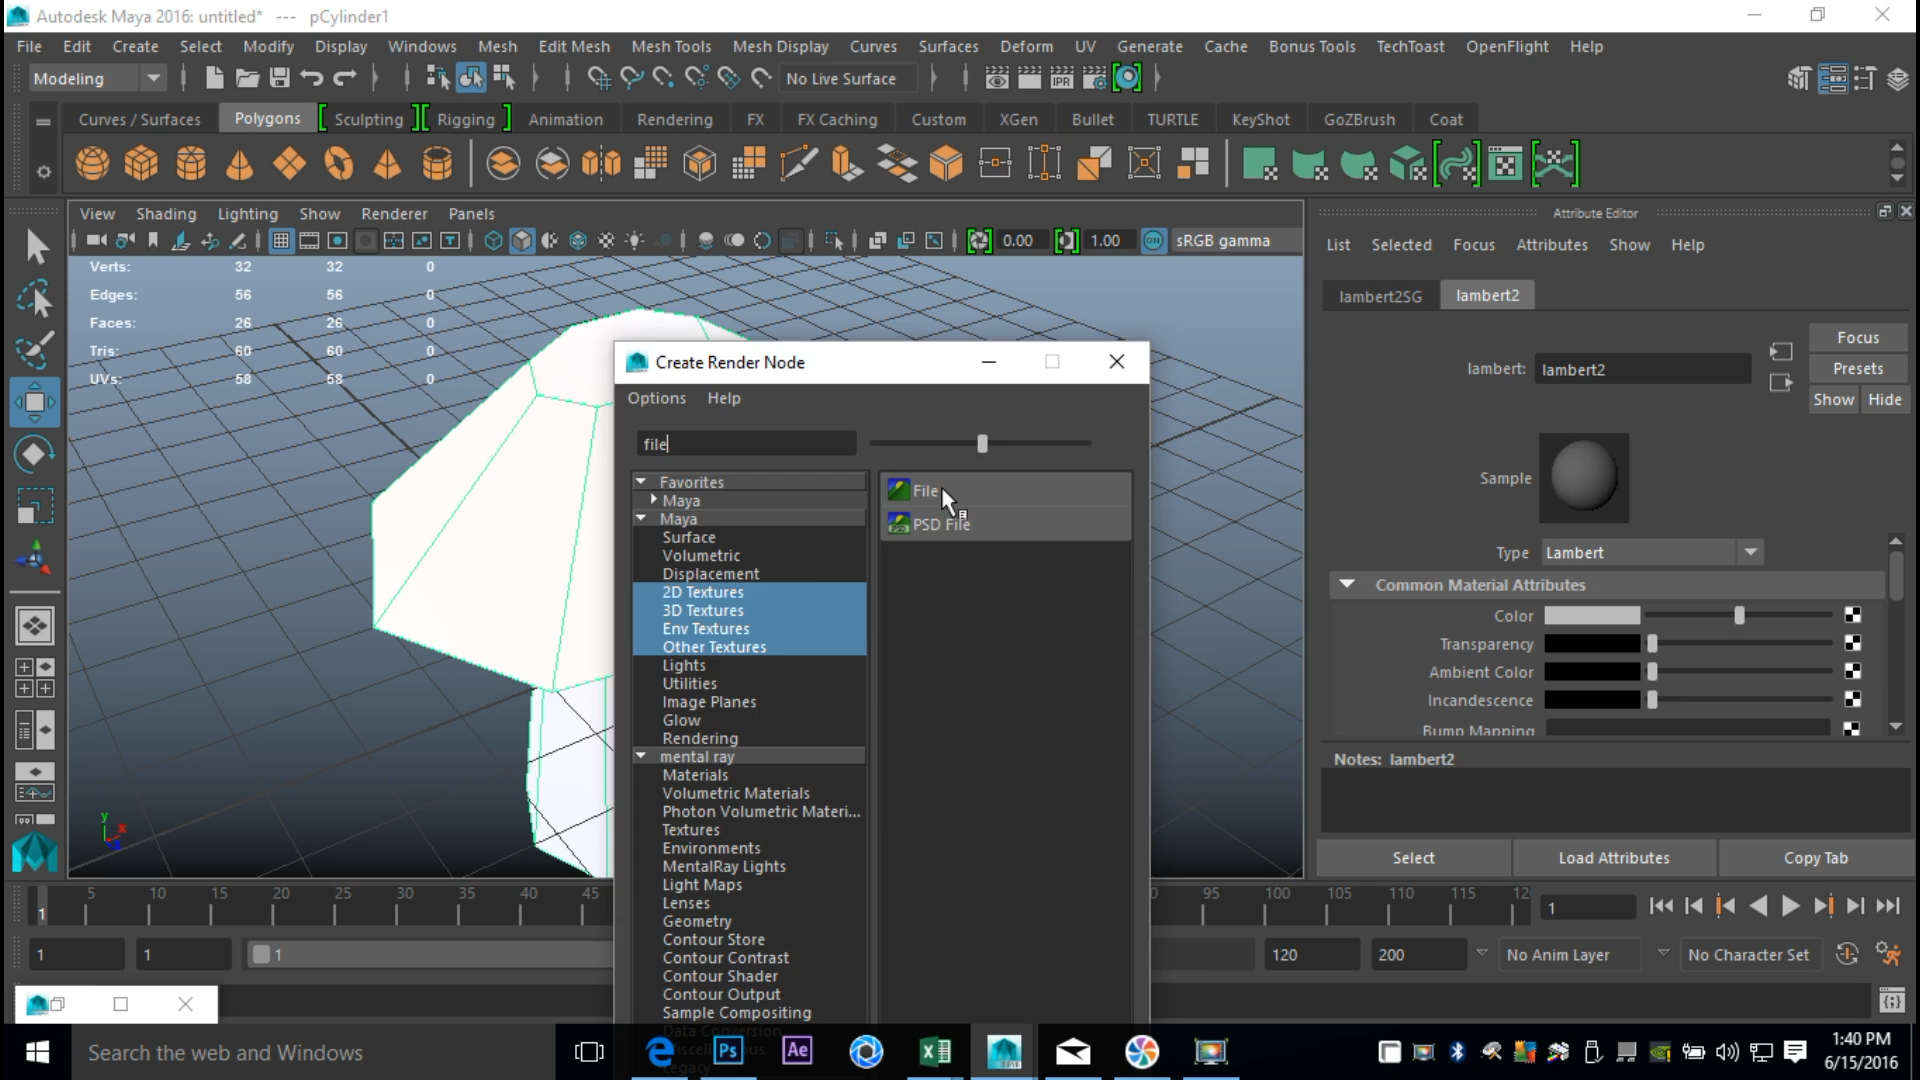 Autodesk Maya 2016: untitled* --- pCylinder1
File Edit Create Select Modify Display Windows Mesh Edit Mesh Mesh Tools Mesh Display Curves Surfaces Deform UV Generate Cache Bonus Tools TechToast OpenFlight Help
Modeling No Live Surface IPR
Curves / Surfaces Polygons Sculpting Rigging Animation Rendering FX FX Caching Custom XGen Bullet TURTLE KeyShot GoZBrush Coat
View Shading Lighting Show Renderer Panels
0.00 1.00 ON sRGB gamma
Verts: 32 32 0
Edges: 56 56 0
Faces: 26 26 0
Tris: 60 60 0
UVs: 58 58 0
y x
Create Render Node
Options Help
file
Favorites
Maya
Maya
Surface
Volumetric
Displacement
2D Textures
3D Textures
Env Textures
Other Textures
Lights
Utilities
Image Planes
Glow
Rendering
mental ray
Materials
Volumetric Materials
Photon Volumetric Materi...
Textures
Environments
MentalRay Lights
Light Maps
Lenses
Geometry
Contour Store
Contour Contrast
Contour Shader
Contour Output
Sample Compositing
Data Conversion
Legacy
File
PSD File
Attribute Editor
List Selected Focus Attributes Show Help
lambert2SG lambert2
lambert: lambert2
Focus
Presets
Show Hide
Sample
Type Lambert
Common Material Attributes
Color
Transparency
Ambient Color
Incandescence
Bump Mapping
Notes: lambert2
Select Load Attributes Copy Tab
1 5 10 15 20 25 30 35 40 45 95 100 105 110 115 12 1
1 1 1 120 200 No Anim Layer No Character Set
Search the web and Windows
Ps Ae
1:40 PM
6/15/2016